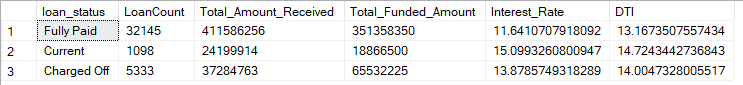 loan_status LoanCount Total_Amount_Received Total_Funded_Amount Interest_Rate DTI
1 Fully Paid 32145 411586256 351358350 11.6410707918092 13.1673507557434
2 Current 1098 24199914 18866500 15.0993260800947 14.7243442736843
3 Charged Off 5333 37284763 65532225 13.8785749318289 14.0047328005517